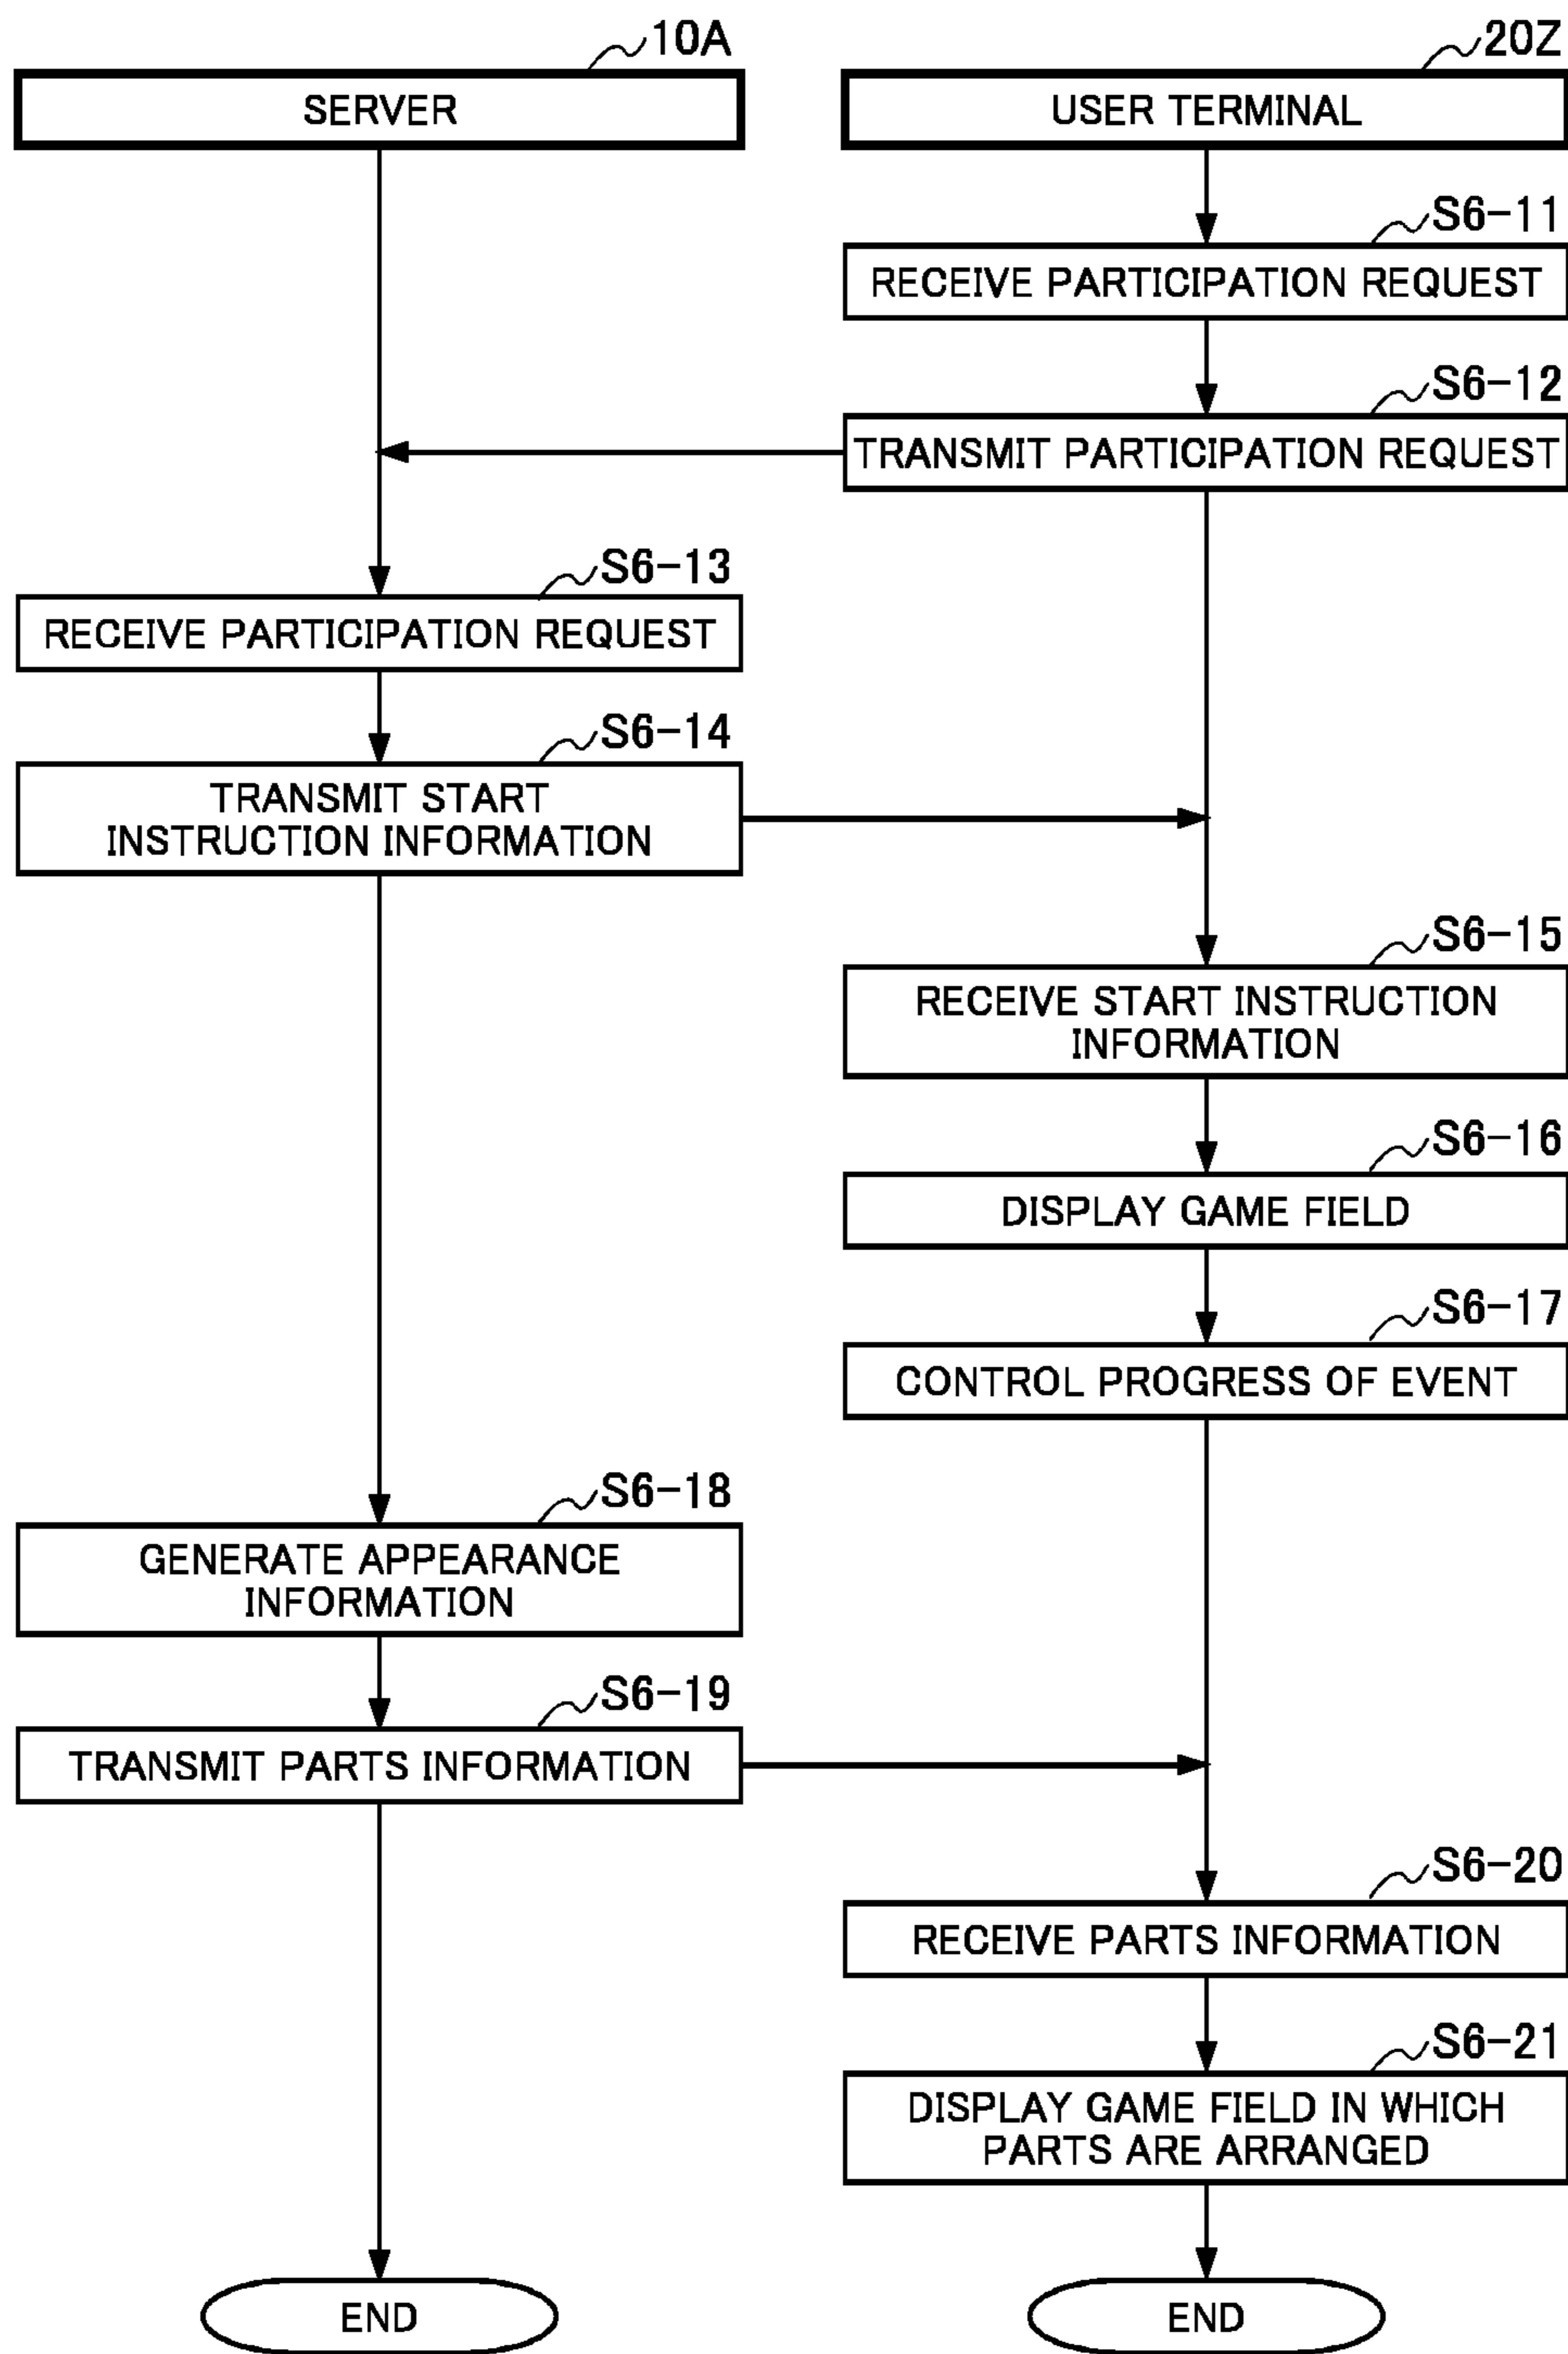 10A
20Z
SERVER
USER TERMINAL
S6-11
RECEIVE PARTICIPATION REQUEST
S6-12
TRANSMIT PARTICIPATION REQUEST
S6-13
RECEIVE PARTICIPATION REQUEST
S6-14
TRANSMIT START
INSTRUCTION INFORMATION
S6-15
RECEIVE START INSTRUCTION
INFORMATION
S6-16
DISPLAY GAME FIELD
S6-17
CONTROL PROGRESS OF EVENT
S6-18
GENERATE APPEARANCE
INFORMATION
S6-19
TRANSMIT PARTS INFORMATION
S6-20
RECEIVE PARTS INFORMATION
S6-21
DISPLAY GAME FIELD IN WHICH
PARTS ARE ARRANGED
END
END